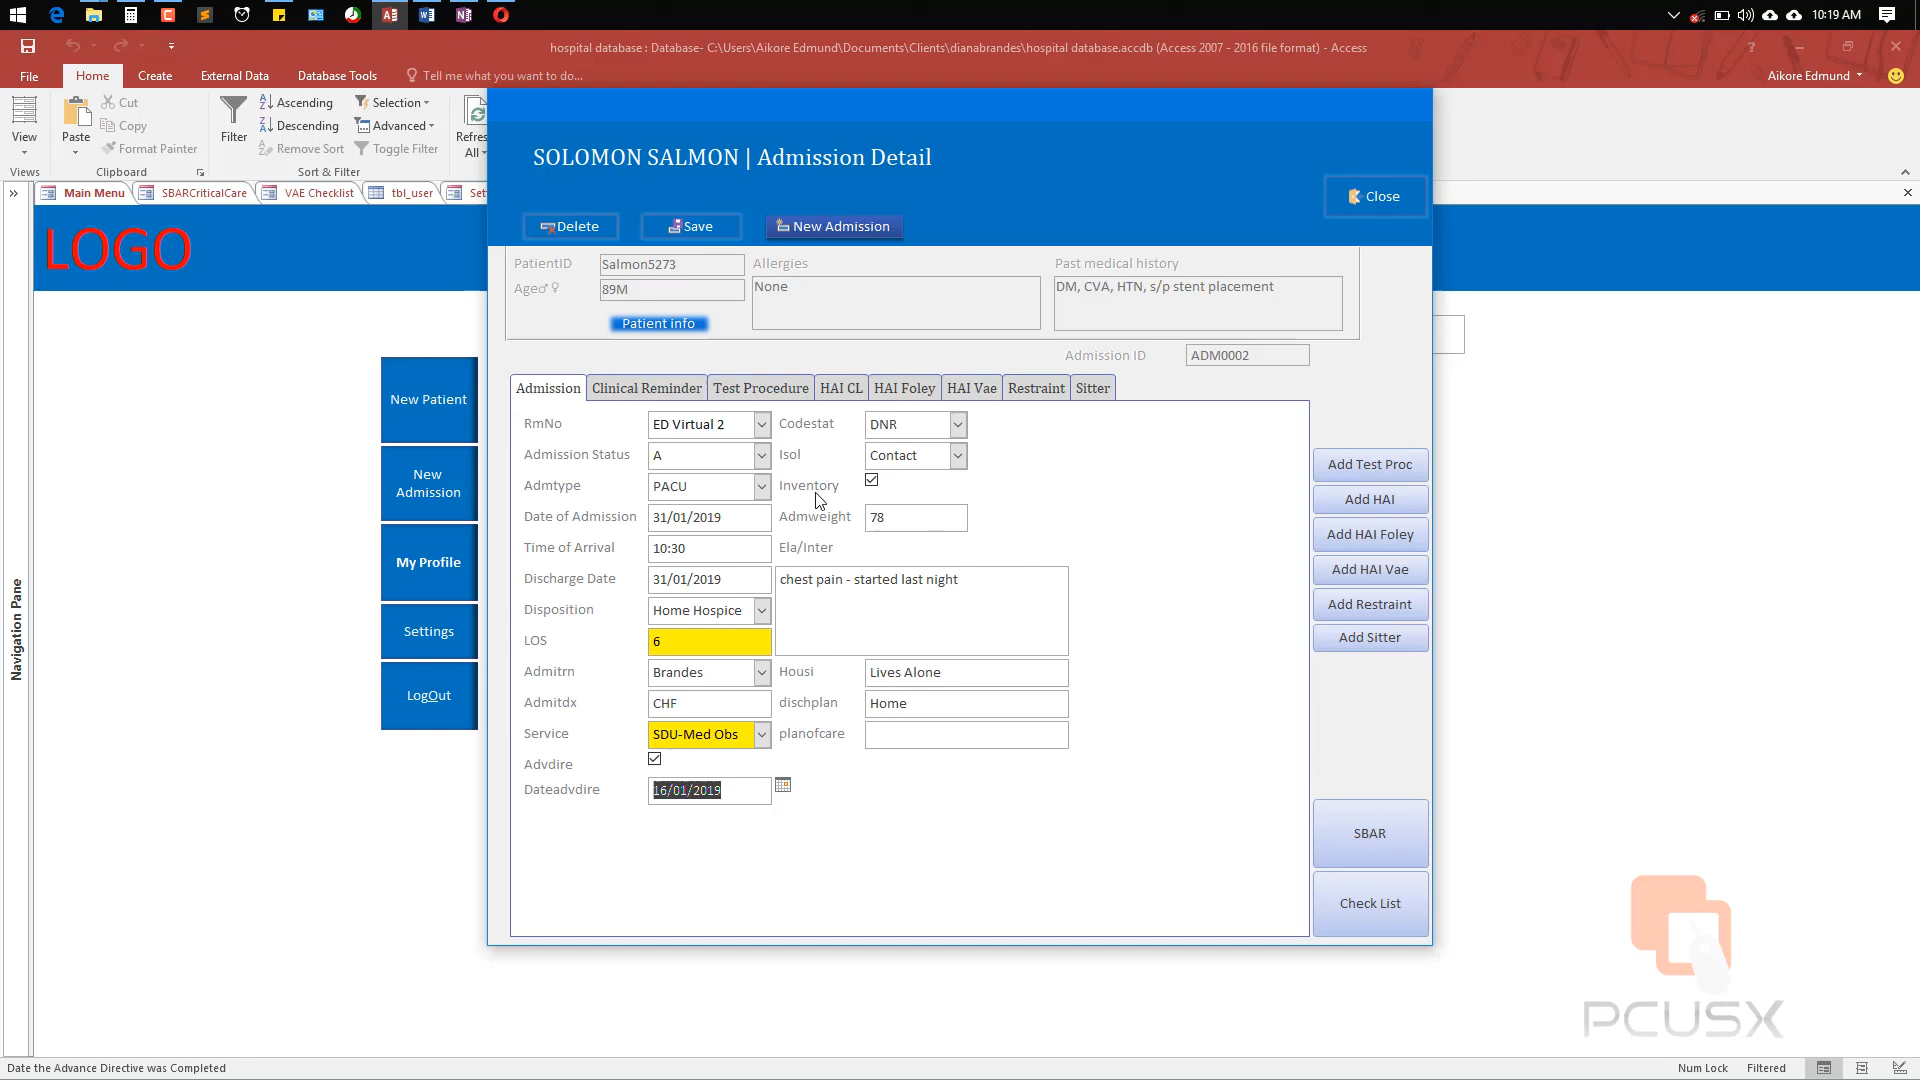 10:19 AM
hospital database : Database- C:\Users\Aikore Edmund\Documents\Clients\dianabrandes\hospital database.accdb (Access 2007 - 2016 file format) - Access
File Home Create External Data Database Tools Tell me what you want to do... Aikore Edmund
View
Views
Paste
Cut
Copy
Format Painter
Clipboard
Filter
Ascending
Descending
Remove Sort
Selection
Advanced
Toggle Filter
Sort & Filter
Refres
All
Main Menu SBARCriticalCare VAE Checklist tbl_user Set
LOGO
Navigation Pane
New Patient
New
Admission
My Profile
Settings
LogOut
SOLOMON SALMON | Admission Detail
Close
Delete Save New Admission
PatientID Salmon5273
Age♂♀ 89M
Patient info
Allergies
None
Past medical history
DM, CVA, HTN, s/p stent placement
Admission ID ADM0002
Admission Clinical Reminder Test Procedure HAI CL HAI Foley HAI Vae Restraint Sitter
RmNo ED Virtual 2 Codestat DNR
Admission Status A Isol Contact
Admtype PACU Inventory
Date of Admission 31/01/2019 Admweight 78
Time of Arrival 10:30 Ela/Inter
Discharge Date 31/01/2019 chest pain - started last night
Disposition Home Hospice
LOS 6
Admitrn Brandes Housi Lives Alone
Admitdx CHF dischplan Home
Service SDU-Med Obs planofcare
Advdire
Dateadvdire 16/01/2019
Add Test Proc
Add HAI
Add HAI Foley
Add HAI Vae
Add Restraint
Add Sitter
SBAR
Check List
PCUSX
Date the Advance Directive was Completed Num Lock Filtered